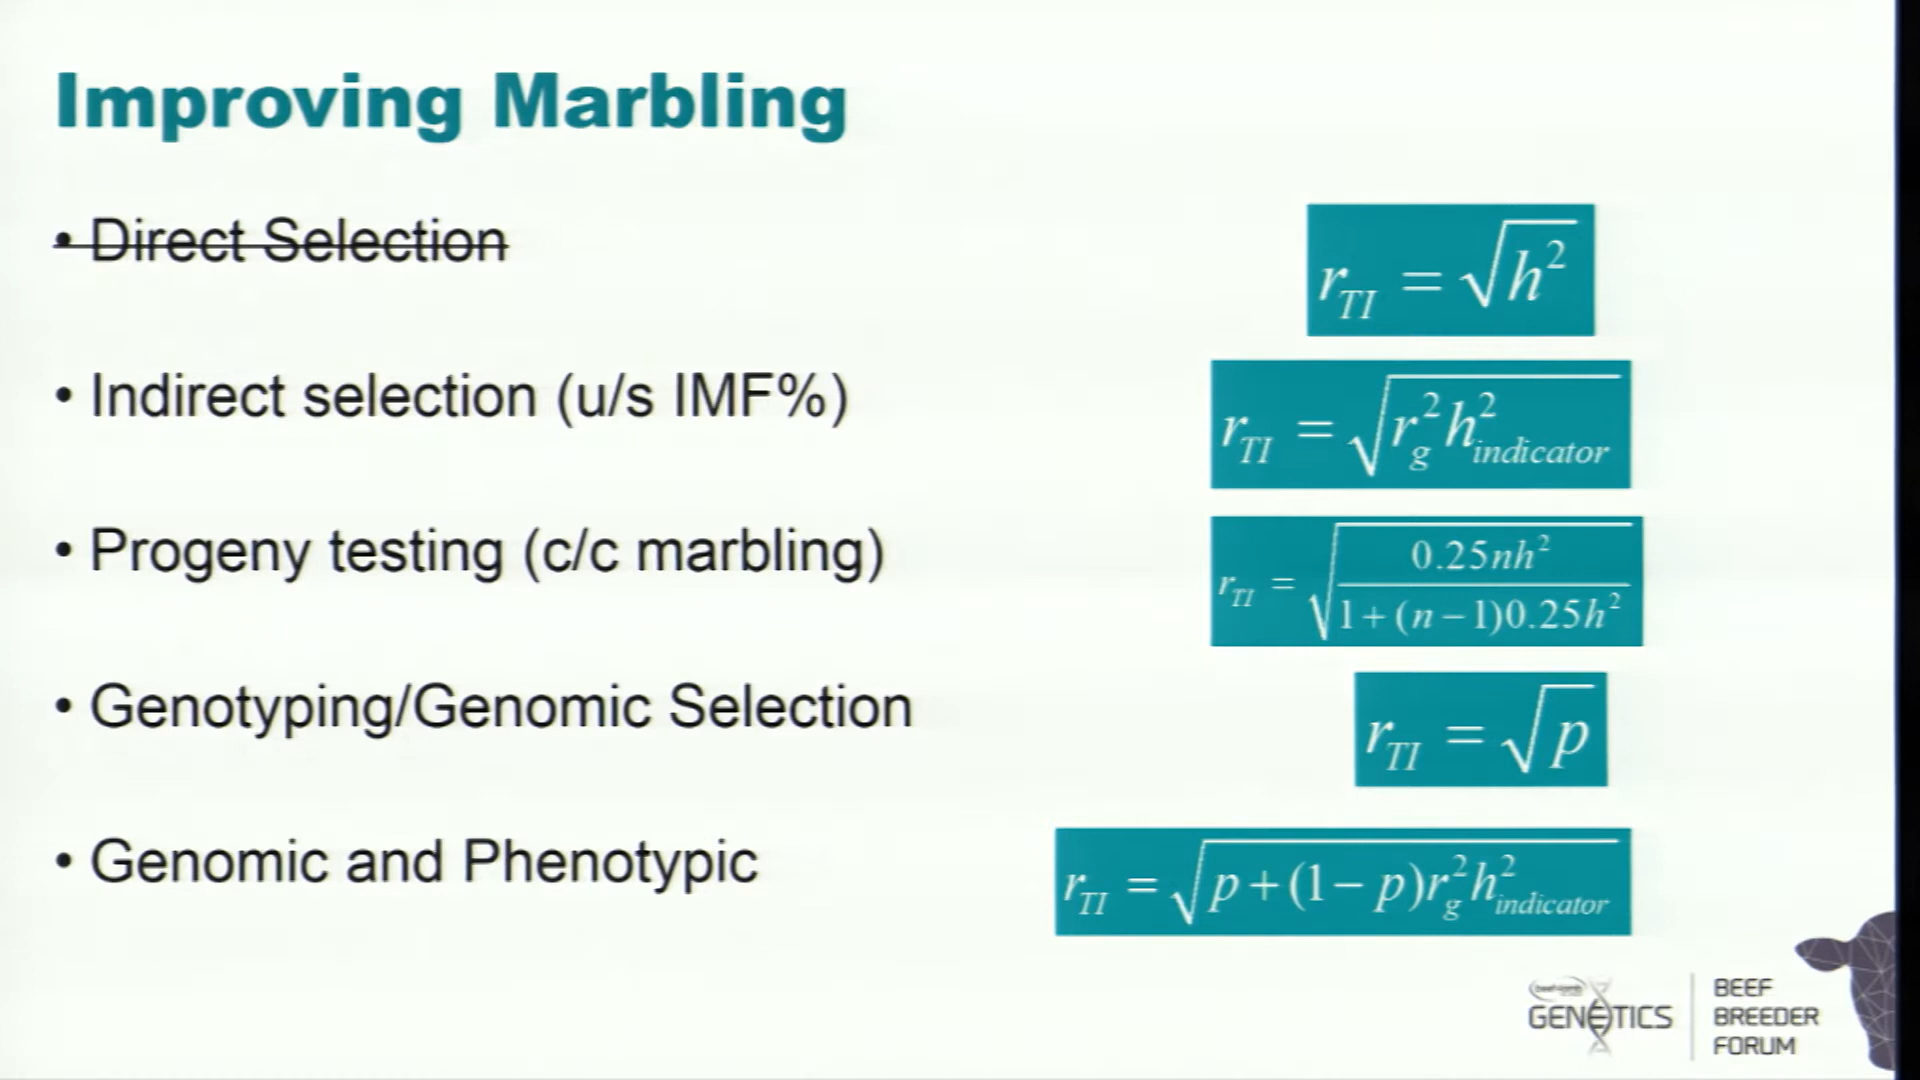 Improving Marbling
• Direct Selection
r_TI = √h²
• Indirect selection (u/s IMF%)
r_TI = √r_g²h²_indicator
• Progeny testing (c/c marbling)
r_TI = √0.25nh² / 1+(n−1)0.25h²
• Genotyping/Genomic Selection
r_TI = √p
• Genomic and Phenotypic
r_TI = √p+(1−p)r_g²h²_indicator
GENETICS
BEEF
BREEDER
FORUM